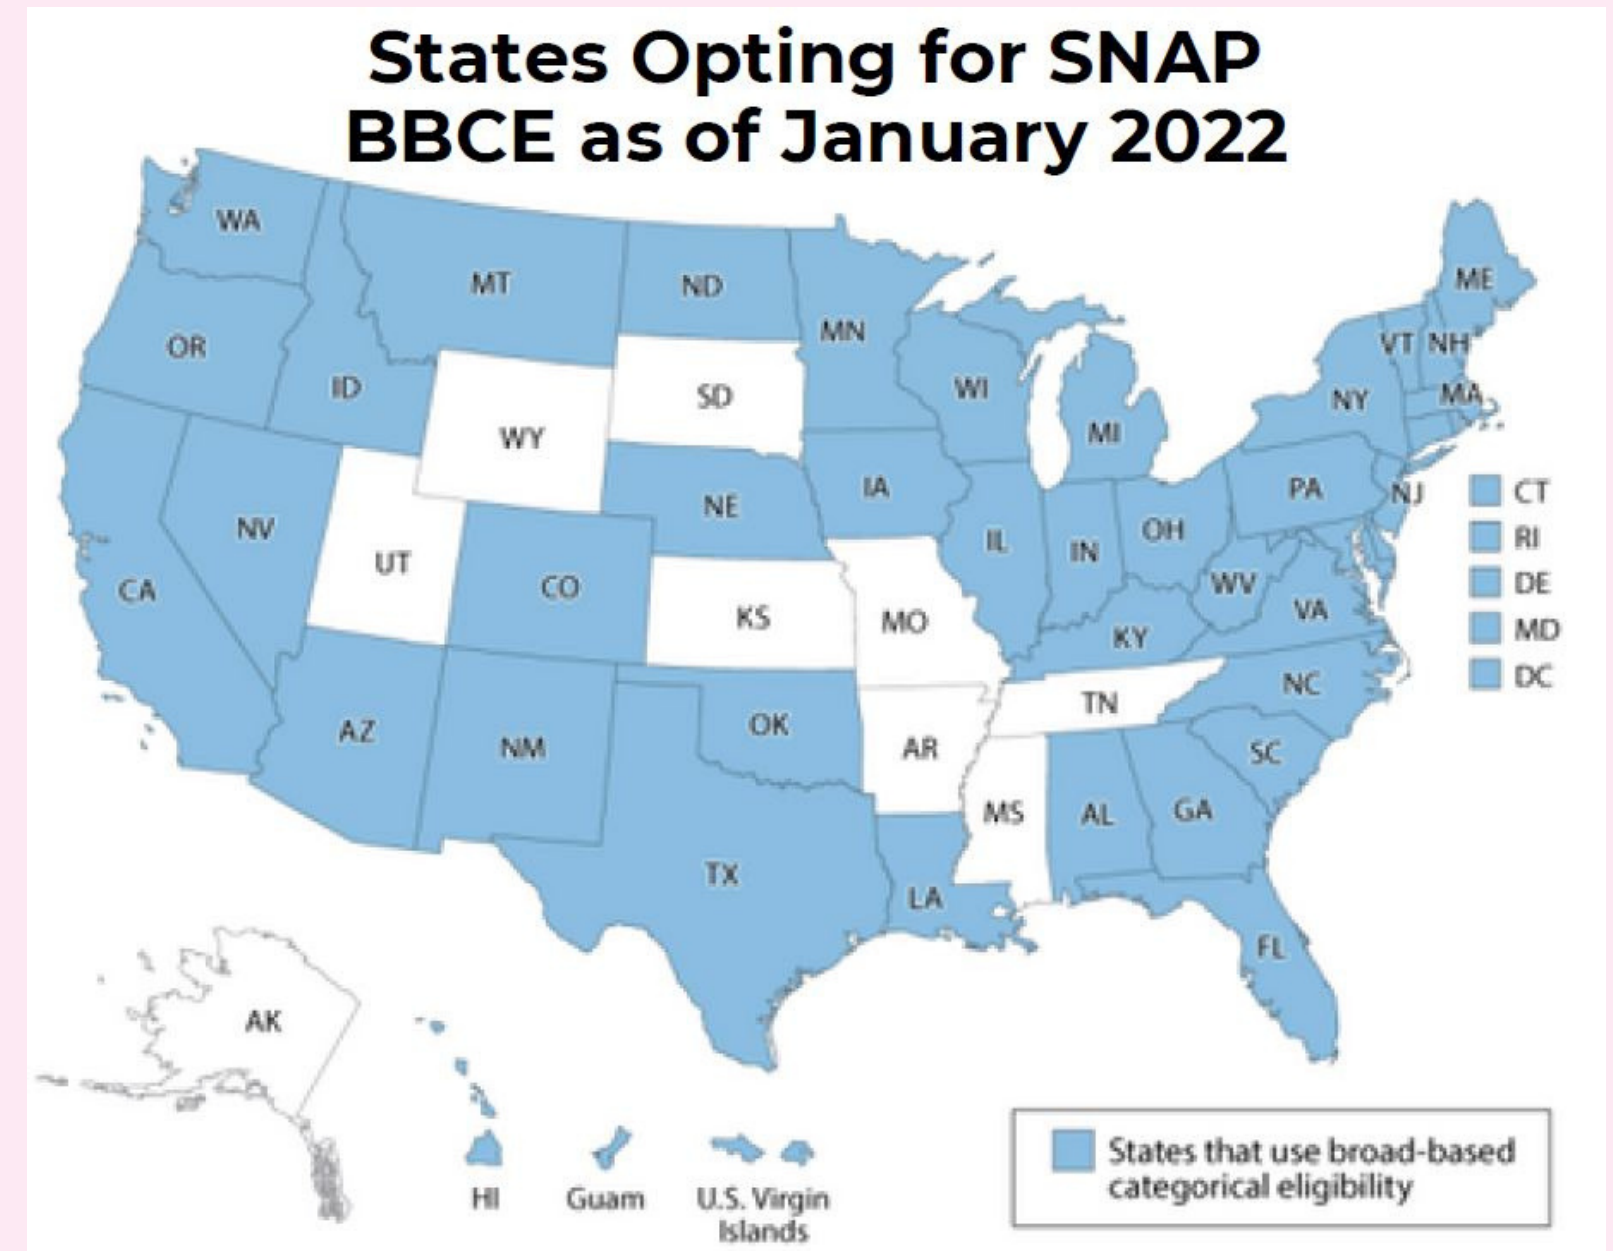 States Opting for SNAP
BBCE as of January 2022
WA
MT
ND
ME
MN
VT NH
OR
ID
SD
WI
MA
NY
WY
MI
IA
PA
NJ
CT
NE
NV
IL
IN
OH
RI
UT
CO
CA
WV
DE
KS
MO
VA
KY
MD
NC
DC
TN
AZ
NM
OK
AR
SC
MS
AL
GA
TX
LA
FL
AK
HI
Guam
U.S. Virgin
Islands
States that use broad-based
categorical eligibility